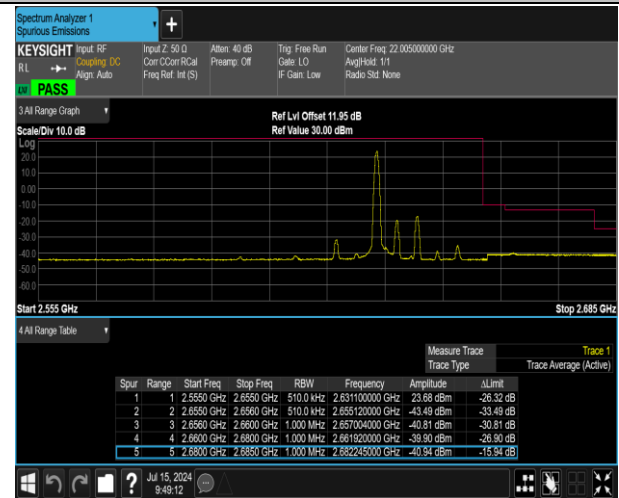 Spectrum Analyzer 1
Spurious Emissions
KEYSIGHT Input: RF Input Z: 50 Ω Atten: 40 dB Trig: Free Run Center Freq: 22.005000000 GHz
RL Coupling: DC Corr CCorr RCal Preamp: Off Gate: LO Avg|Hold: 1/1
Align: Auto Freq Ref: Int (S) IF Gain: Low Radio Std: None
LXI PASS
3 All Range Graph
Ref Lvl Offset 11.95 dB
Scale/Div 10.0 dB Ref Value 30.00 dBm
Log
20.0
10.0
0.00
-10.0
-20.0
-30.0
-40.0
-50.0
-60.0
Start 2.555 GHz Stop 2.685 GHz
4 All Range Table
Measure Trace Trace 1
Trace Type Trace Average (Active)
Spur Range Start Freq Stop Freq RBW Frequency Amplitude ΔLimit
1 1 2.5550 GHz 2.6550 GHz 510.0 kHz 2.631100000 GHz 23.68 dBm -26.32 dB
2 2 2.6550 GHz 2.6560 GHz 510.0 kHz 2.655120000 GHz -43.49 dBm -33.49 dB
3 3 2.6560 GHz 2.6600 GHz 1.000 MHz 2.657004000 GHz -40.81 dBm -30.81 dB
4 4 2.6600 GHz 2.6800 GHz 1.000 MHz 2.661920000 GHz -39.90 dBm -26.90 dB
5 5 2.6800 GHz 2.6850 GHz 1.000 MHz 2.682245000 GHz -40.94 dBm -15.94 dB
Jul 15, 2024
9:49:12